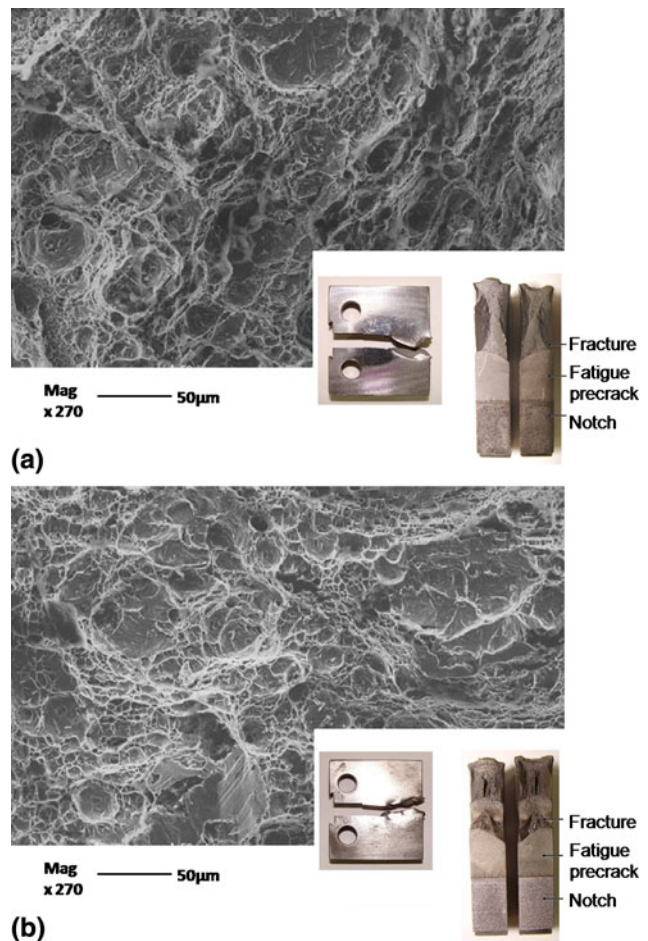 Fracture
Fatigue
precrack
Notch
Mag
x 270
50µm
(a)
Fracture
Fatigue
precrack
Notch
Mag
x 270
50µm
(b)